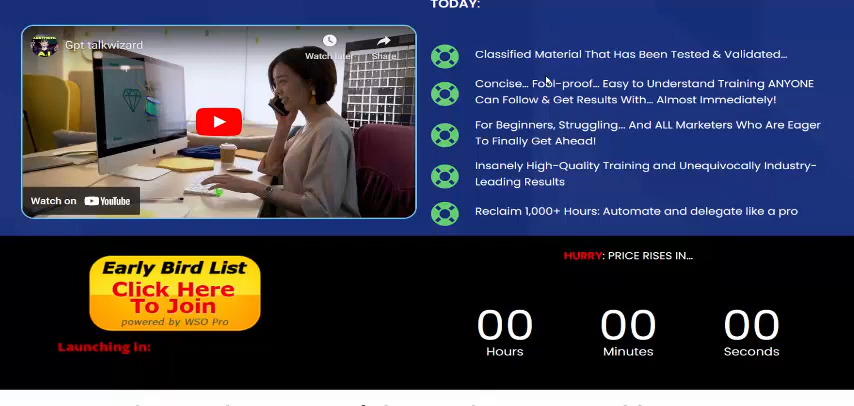 TODAY:
Gpt talkwizard
Watch later
Share
Watch on YouTube
Classified Material That Has Been Tested & Validated...
Concise... Fool-proof... Easy to Understand Training ANYONE
Can Follow & Get Results With... Almost Immediately!
For Beginners, Struggling... And ALL Marketers Who Are Eager
To Finally Get Ahead!
Insanely High-Quality Training and Unequivocally Industry-
Leading Results
Reclaim 1,000+ Hours: Automate and delegate like a pro
Early Bird List
Click Here
To Join
powered by WSO Pro
Launching in:
HURRY: PRICE RISES IN...
00 00 00
Hours Minutes Seconds